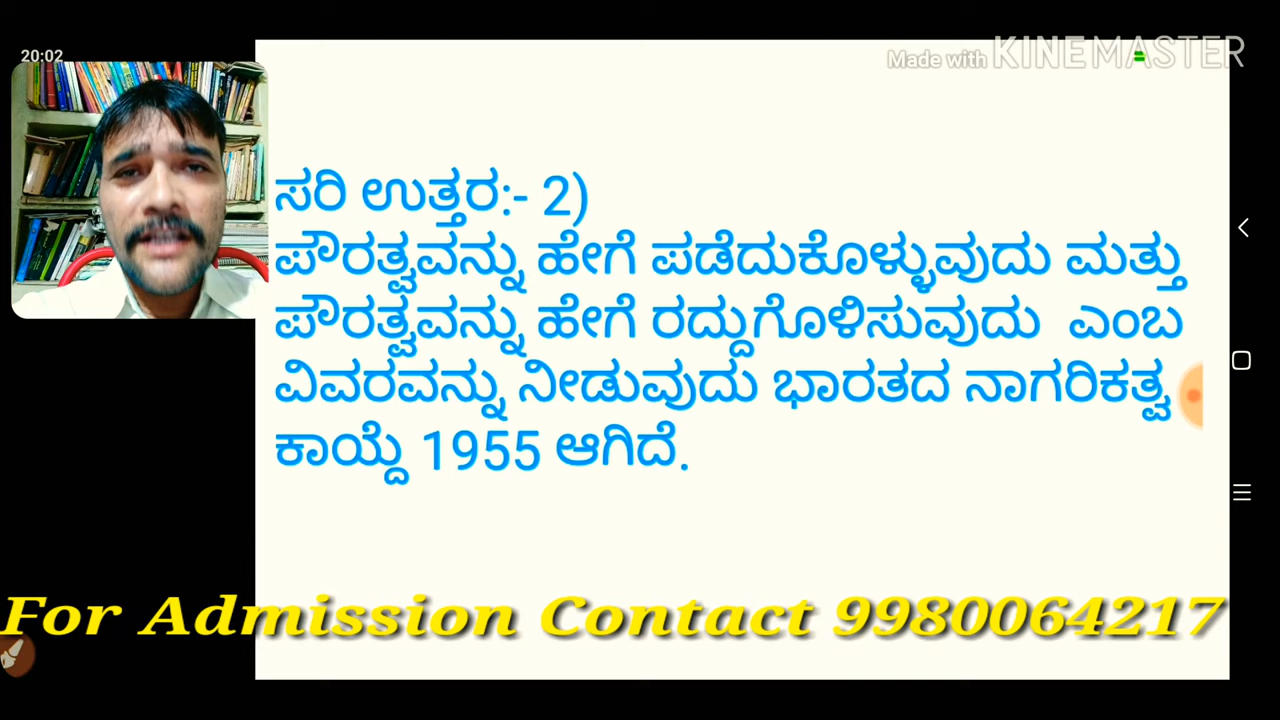 20:02
Made with KINEMASTER
ಸರಿ ಉತ್ತರ:- 2)
ಪೌರತ್ವವನ್ನು ಹೇಗೆ ಪಡೆದುಕೊಳ್ಳುವುದು ಮತ್ತು
ಪೌರತ್ವವನ್ನು ಹೇಗೆ ರದ್ದುಗೊಳಿಸುವುದು ಎಂಬ
ವಿವರವನ್ನು ನೀಡುವುದು ಭಾರತದ ನಾಗರಿಕತ್ವ
ಕಾಯ್ದೆ 1955 ಆಗಿದೆ.
For Admission Contact 9980064217